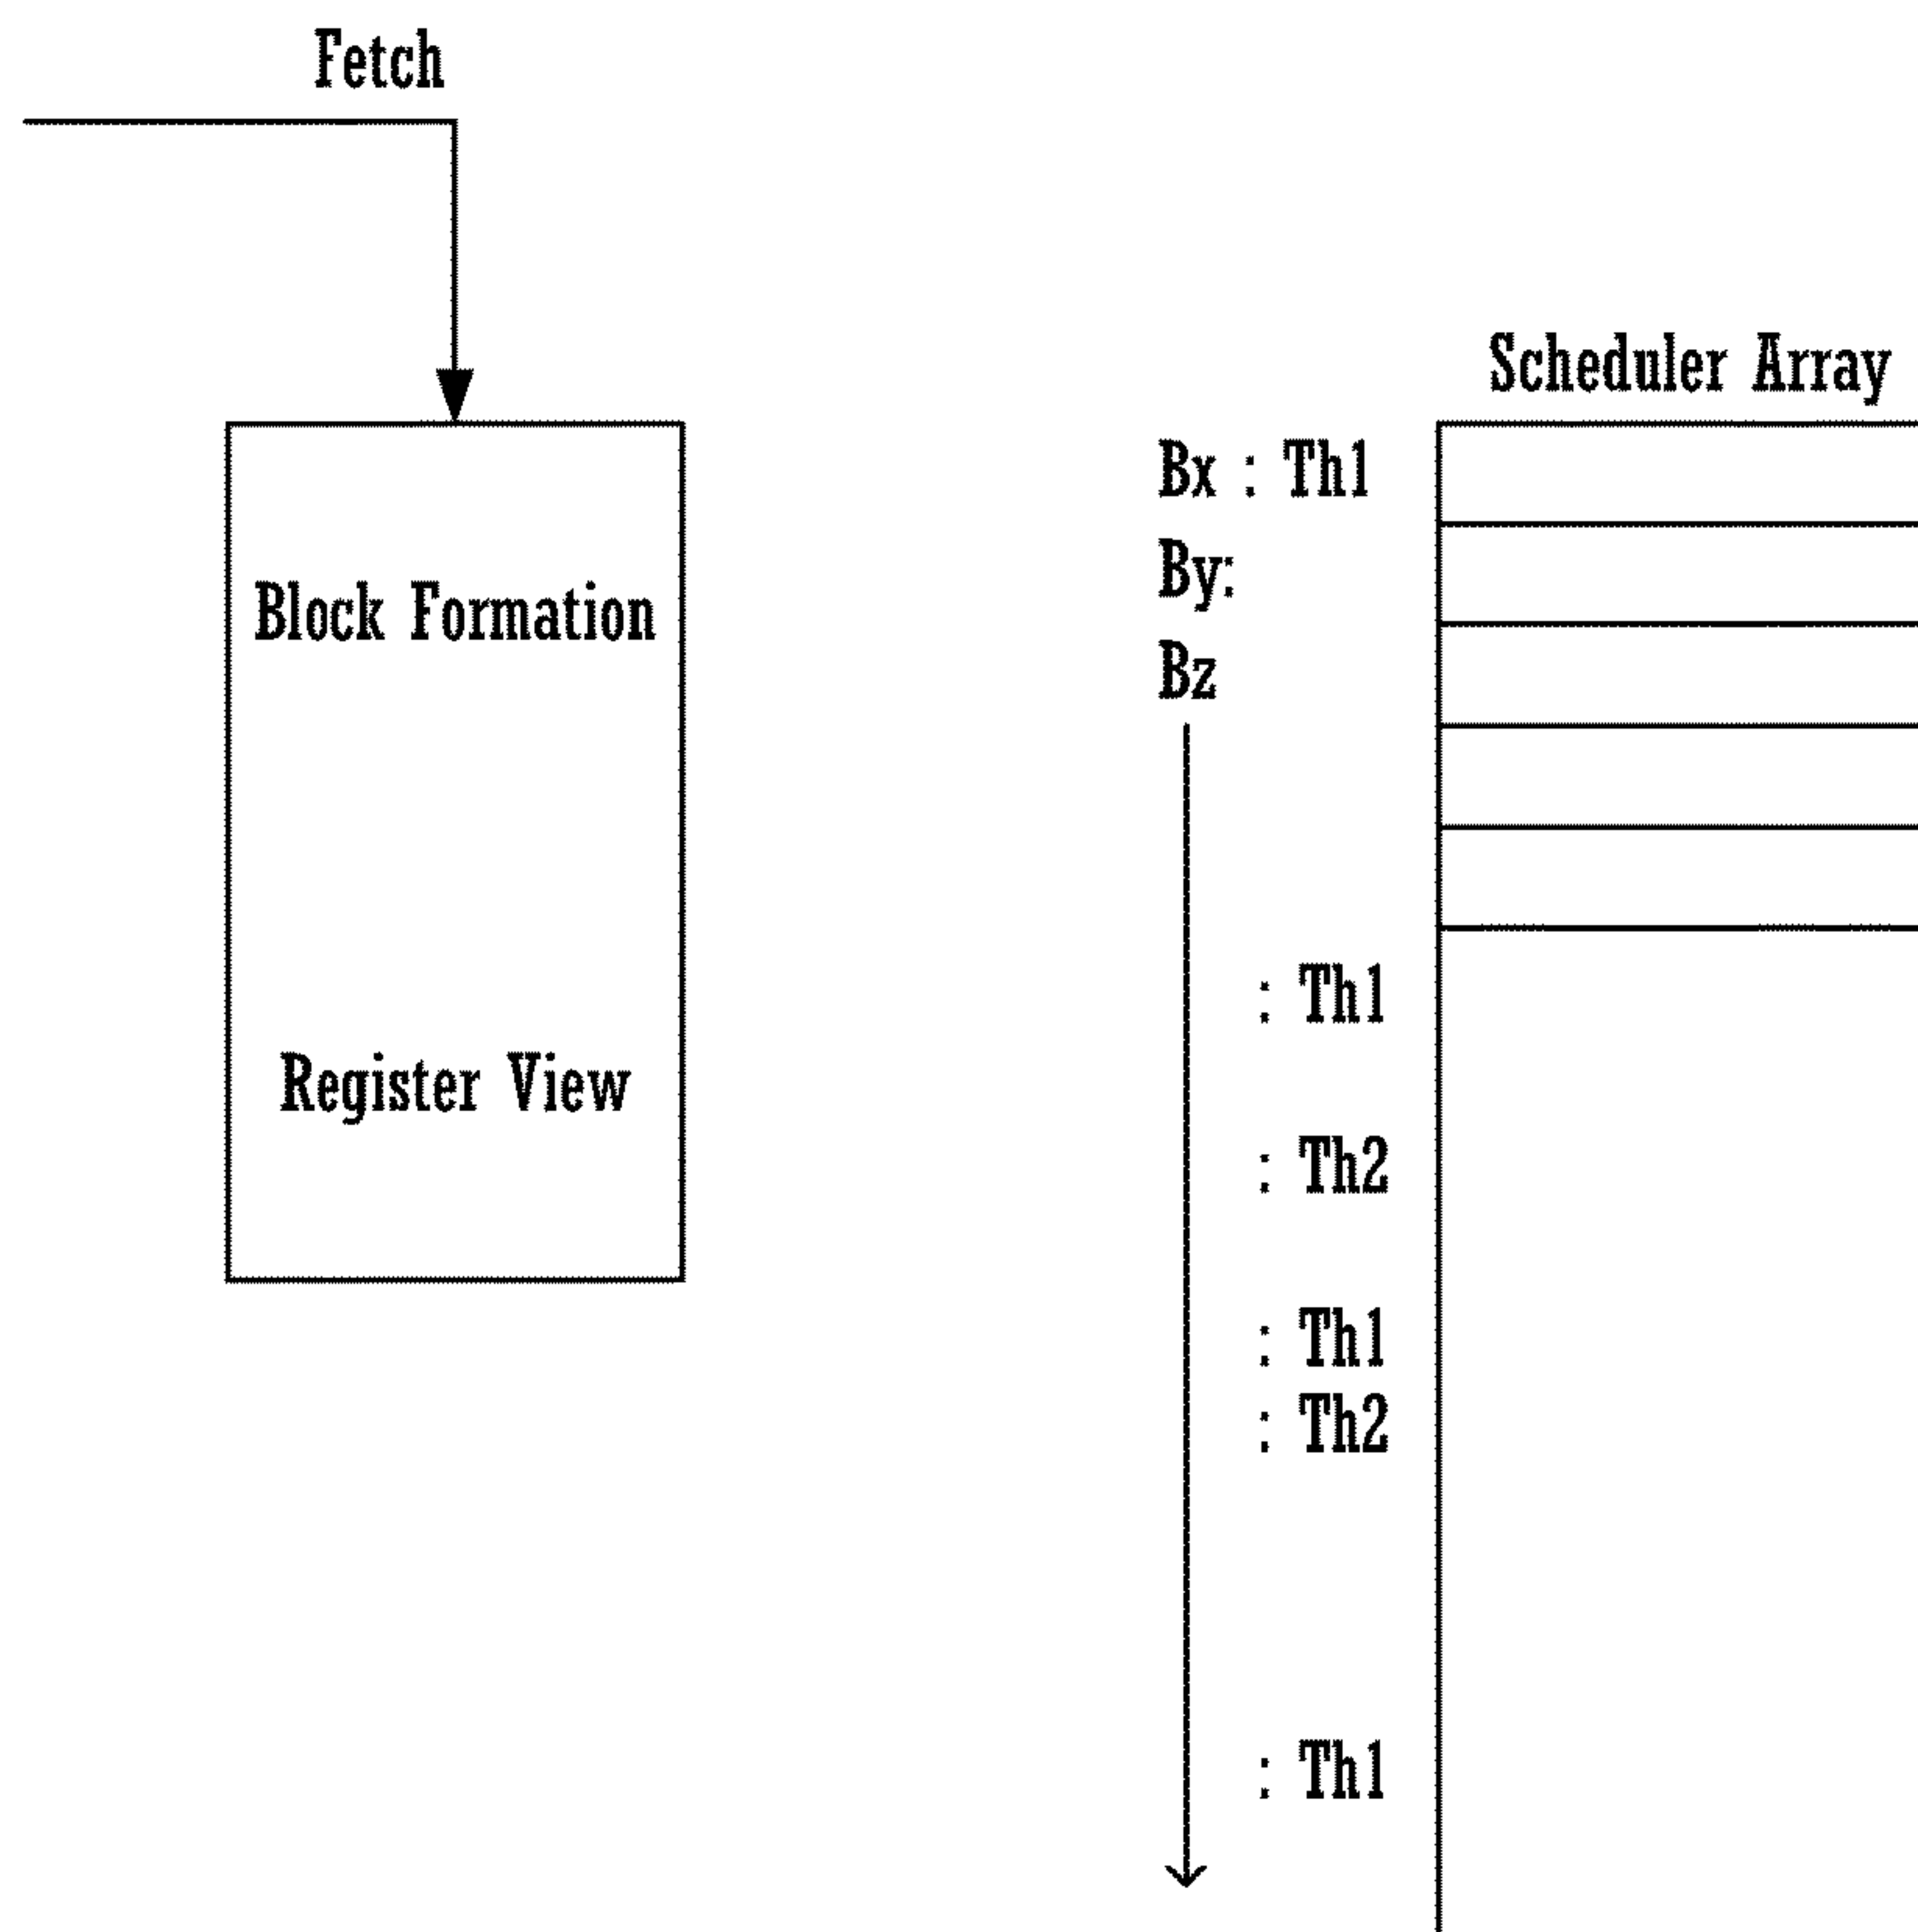 Fetch
Block Formation
Register View
Scheduler Array
Bx : Th1
By:
Bz
: Th1
: Th2
: Th1
: Th2
: Th1